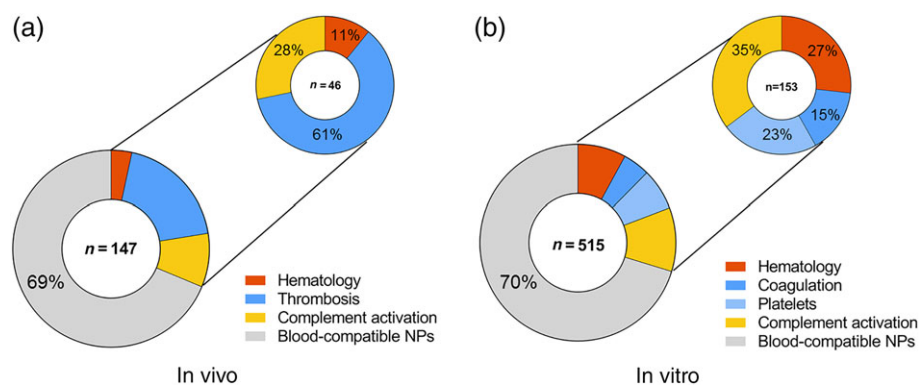 (a)
11%
28%
n = 46
61%
n = 147
69%
Hematology
Thrombosis
Complement activation
Blood-compatible NPs
In vivo
(b)
35%
27%
n=153
15%
23%
n = 515
70%
Hematology
Coagulation
Platelets
Complement activation
Blood-compatible NPs
In vitro